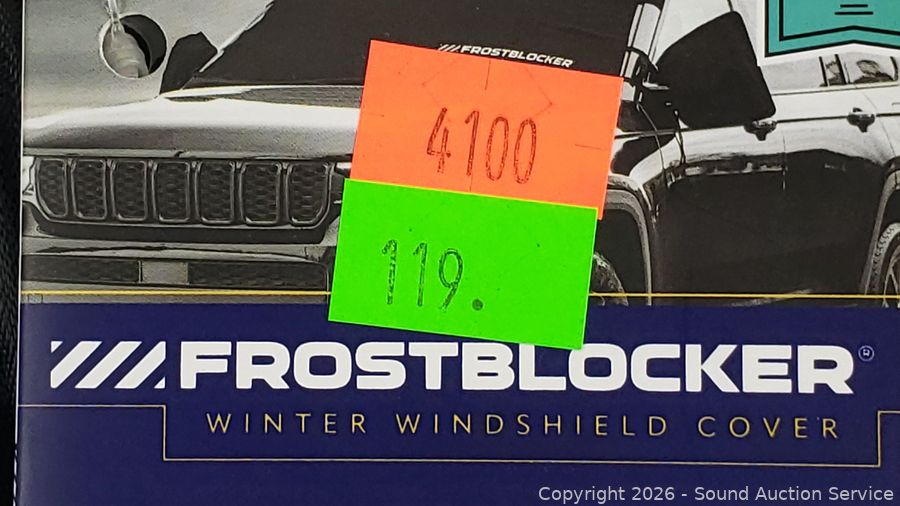 FROSTBLOCKER
4100
119.
FROSTBLOCKER®
WINTER WINDSHIELD COVER
Copyright 2026 - Sound Auction Service